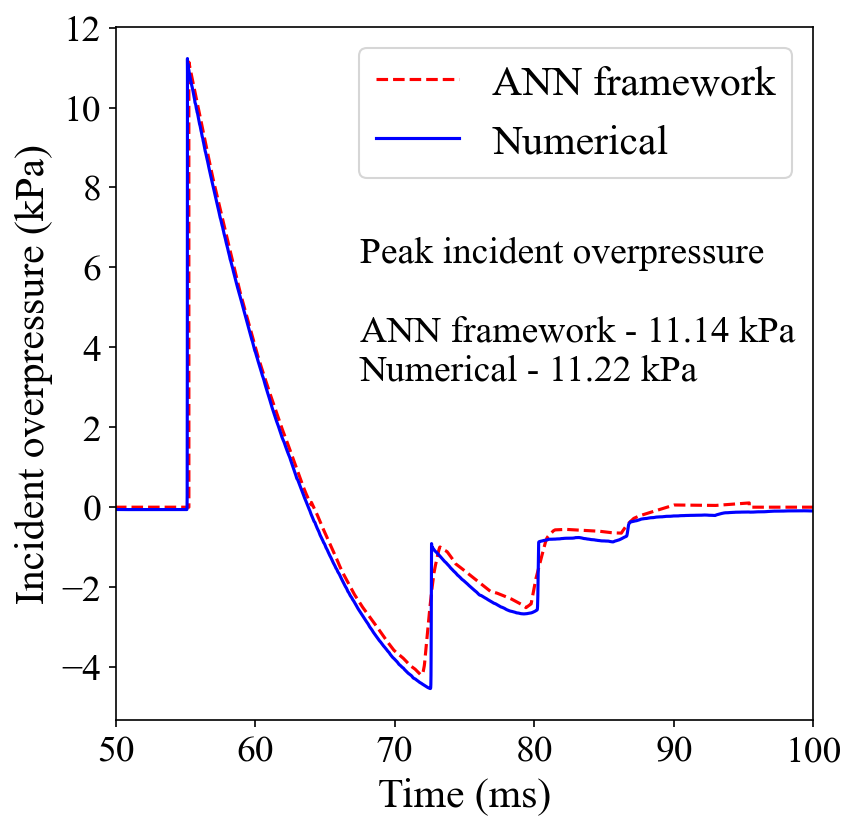 12
10
8
6
4
2
0
−2
−4
Incident overpressure (kPa)
ANN framework
Numerical
Peak incident overpressure
ANN framework - 11.14 kPa
Numerical - 11.22 kPa
50 60 70 80 90 100
Time (ms)